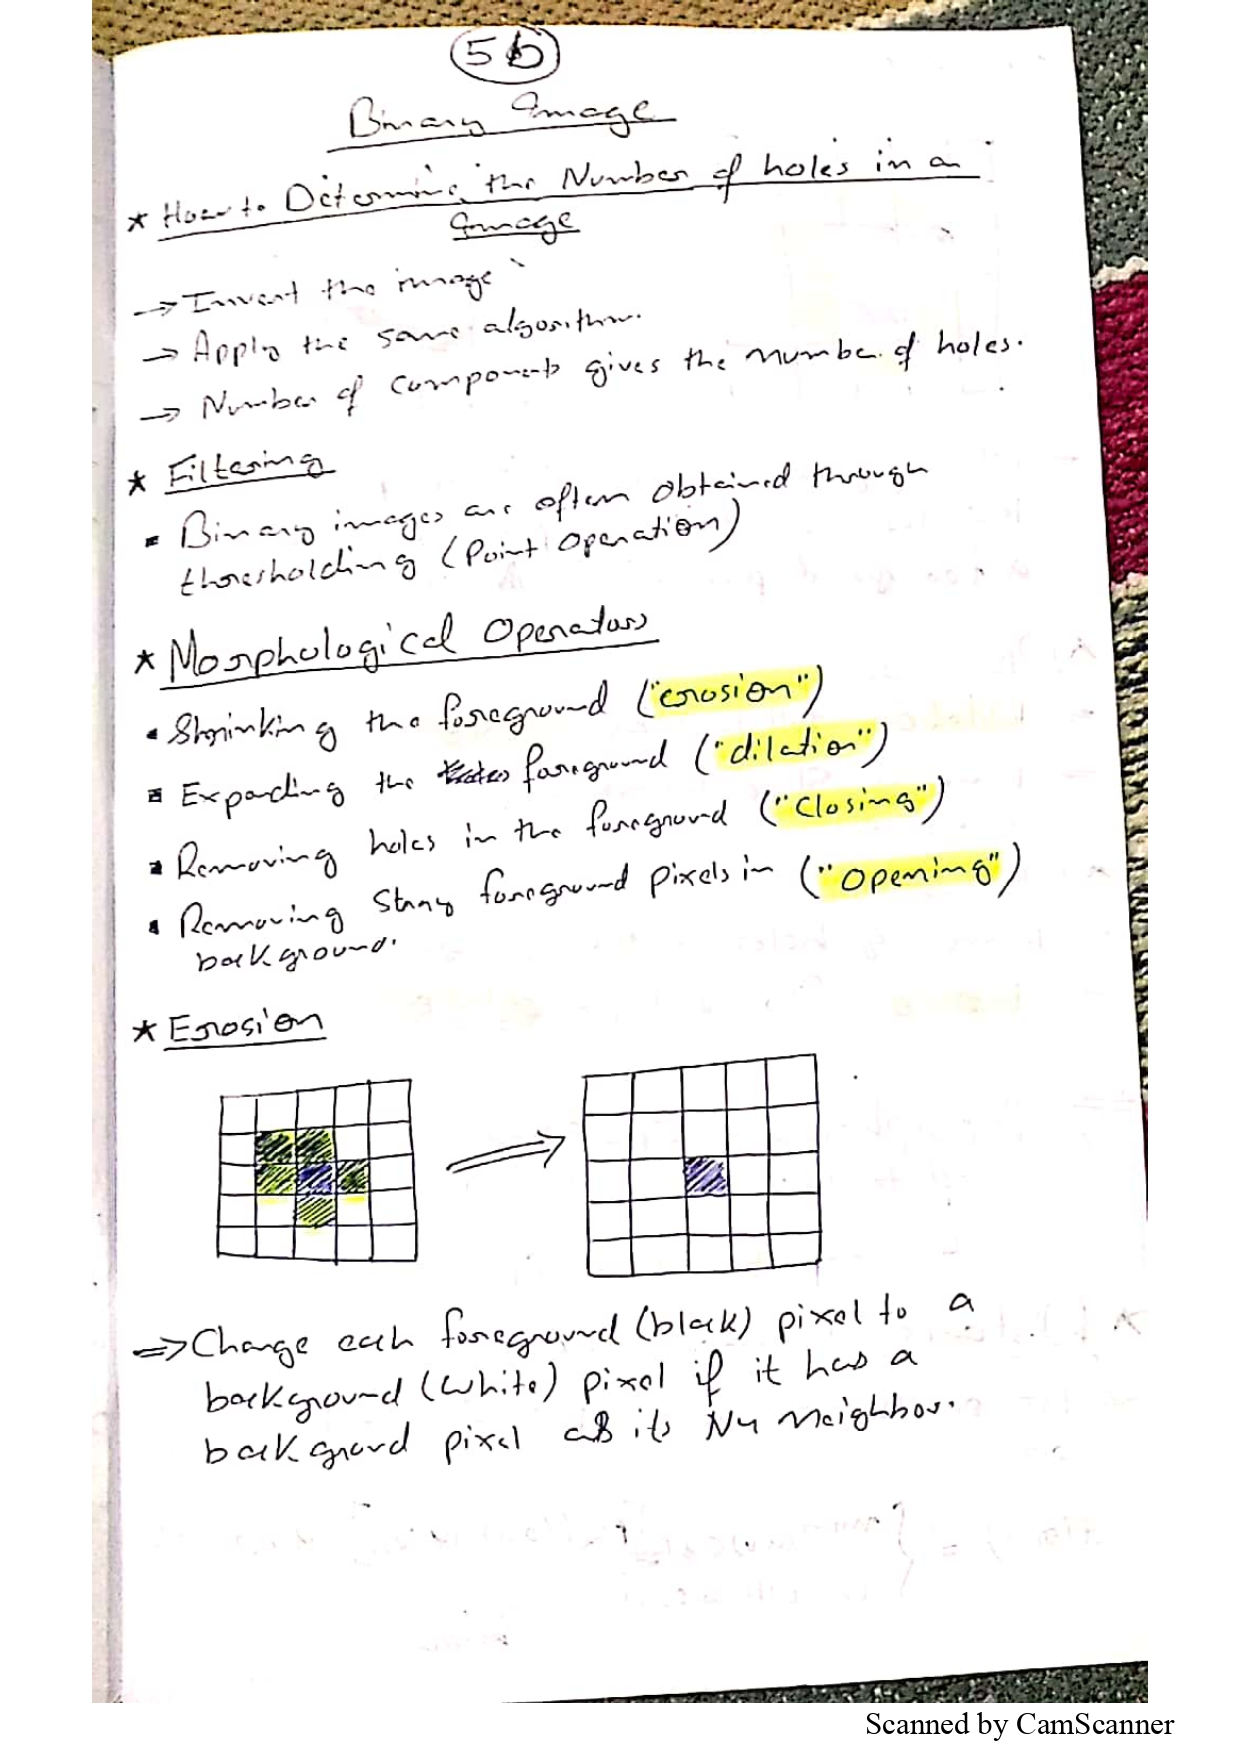 5b
Binary Image
* How to Determine the Number of holes in a
Image
→ Invert the image
→ Apply the same algorithm.
→ Number of components gives the number of holes.
* Filtering
▪ Binary images are often obtained through
thresholding (Point Operation)
* Morphological Operators
▪ Shrinking the foreground ("erosion")
▪ Expanding the foreground ("dilation")
▪ Removing holes in the foreground ("Closing")
▪ Removing stray foreground pixels in ("Opening")
background.
* Erosion
⇒ Change each foreground (black) pixel to a
background (white) pixel if it has a
background pixel as its N4 neighbor.
Scanned by CamScanner